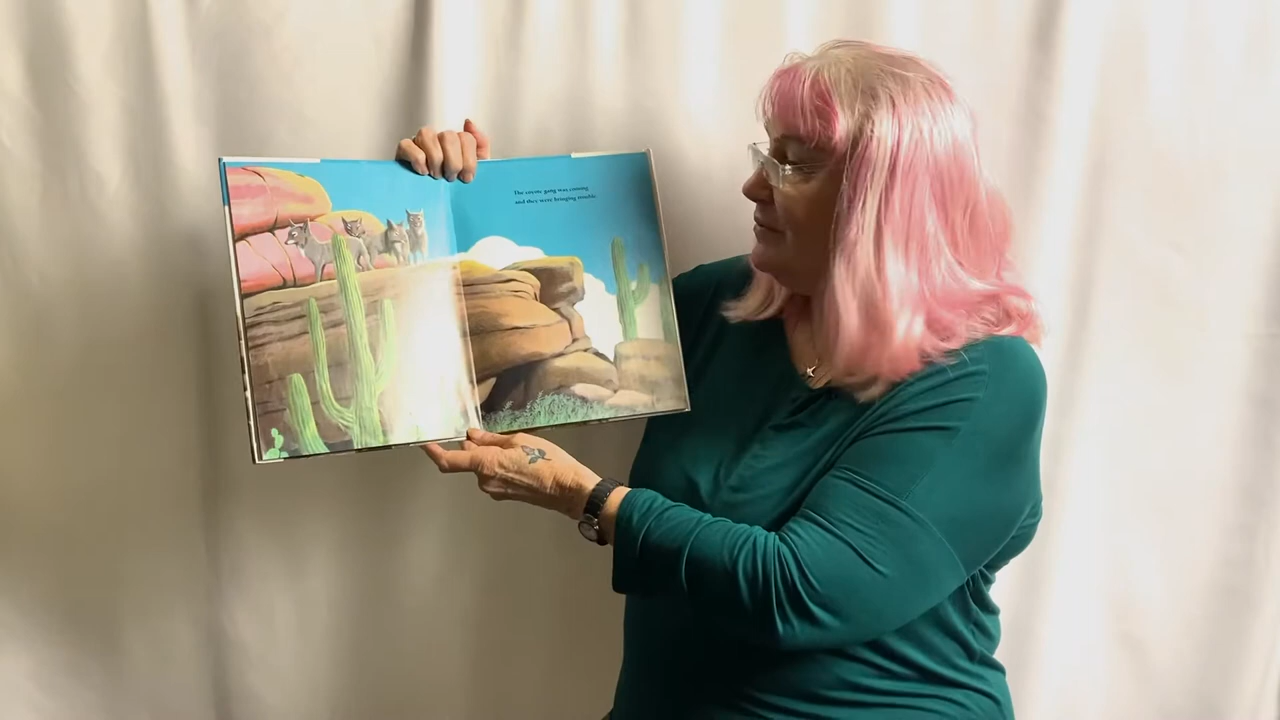 The coyote gang was coming
and they were bringing trouble.